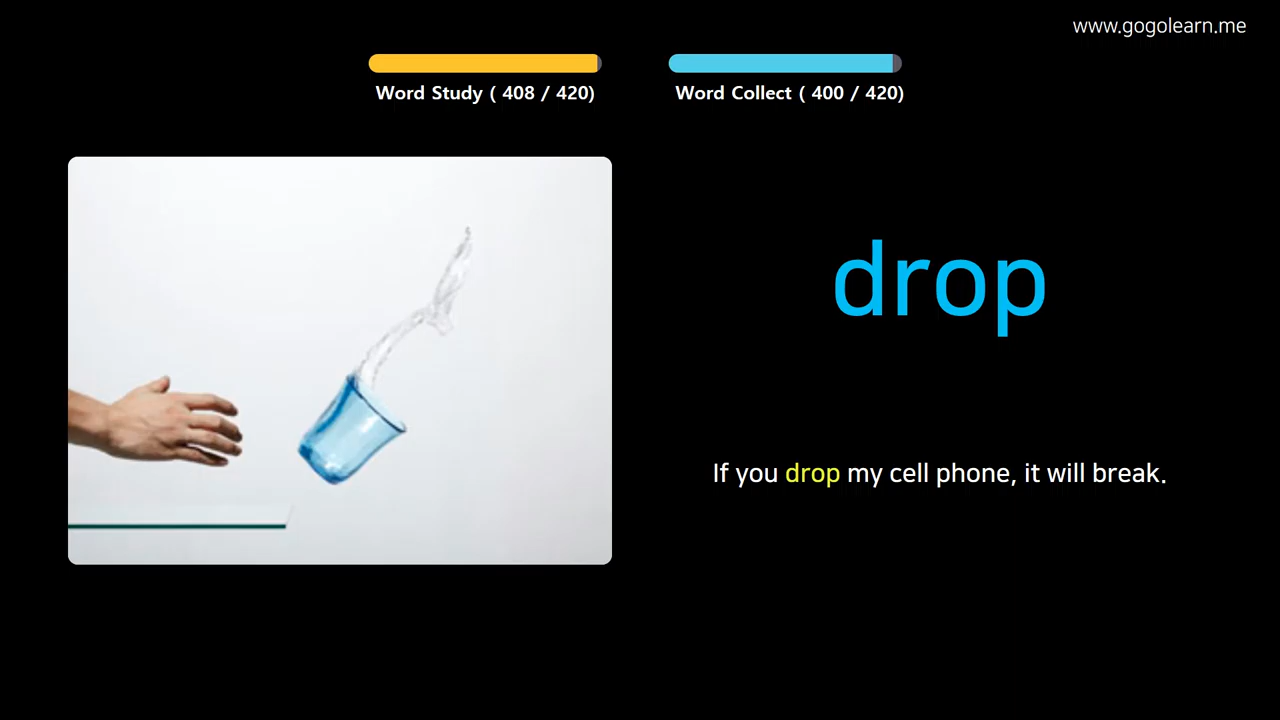 www.gogolearn.me
Word Study ( 408 / 420)
Word Collect ( 400 / 420)
drop
If you drop my cell phone, it will break.